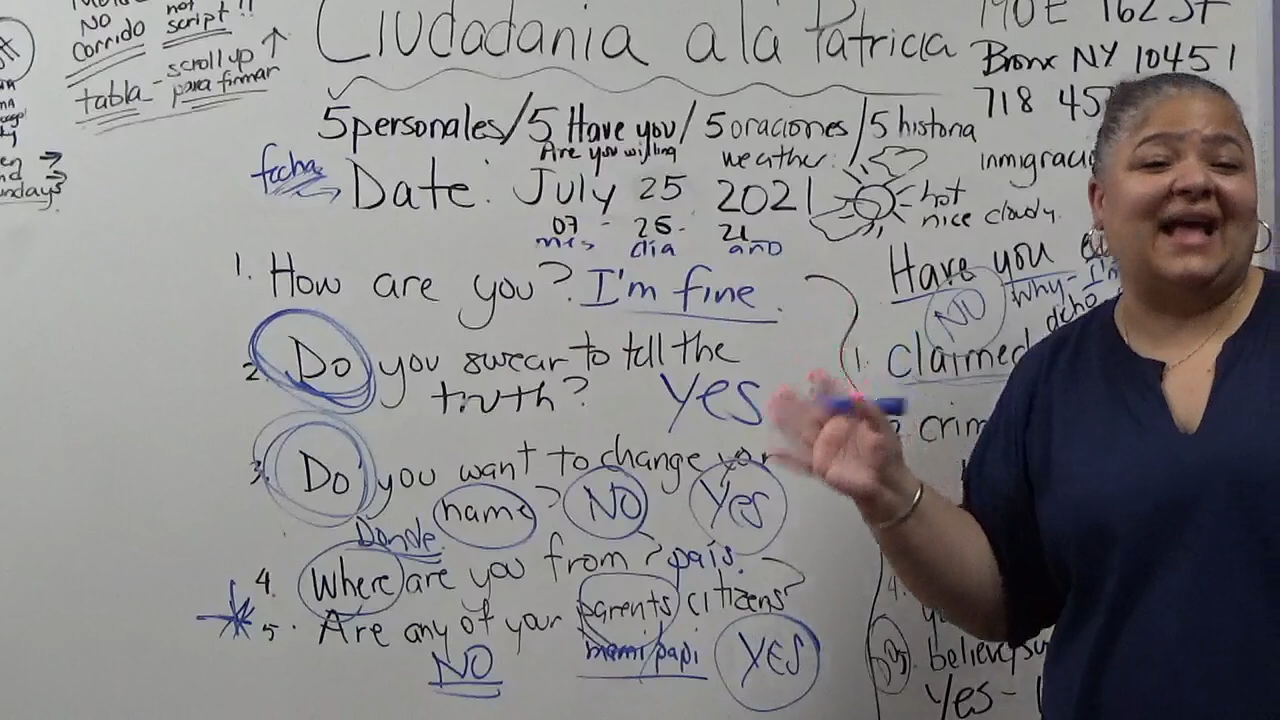 NO not
Corrido script!!
tabla - scroll up ↑
para firmar
Ciudadania a la Patricia
190 E 162 St
Bronx NY 10451
718 45
5 personales / 5 Have you / 5 oraciones / 5 historia
Are you willing
inmigració
fecha → Date: July 25 2021
weather:
hot
nice cloudy.
07 - 25 - 21
mes dia año
1. How are you? I'm fine.
2. Do you swear to tell the
truth? Yes
3. Do you want to change your
name? NO Yes
Donde
4. Where are you from? país.
5. Are any of your parents citizens?
NO mami/papi YES
Have you
NO Why - I'm
dcho
1. Claimed
crim
4.
believe
Yes -